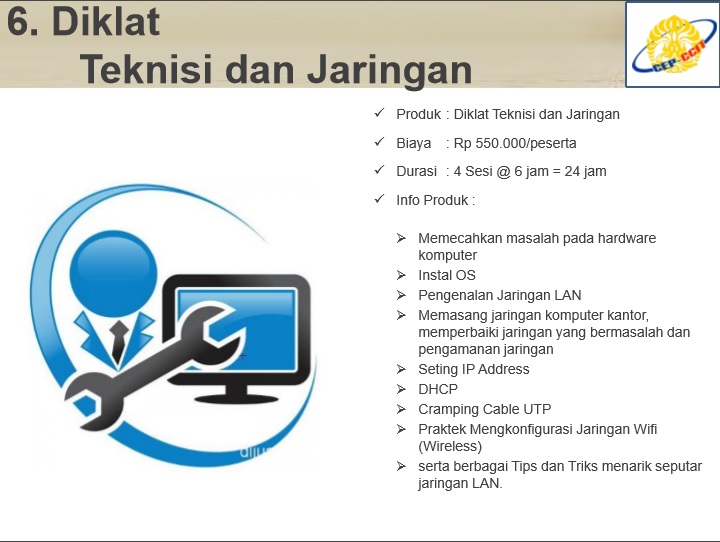 6. Diklat
Teknisi dan Jaringan
CEP-CCIT
Produk : Diklat Teknisi dan Jaringan
Biaya : Rp 550.000/peserta
Durasi : 4 Sesi @ 6 jam = 24 jam
Info Produk :
Memecahkan masalah pada hardware
komputer
Instal OS
Pengenalan Jaringan LAN
Memasang jaringan komputer kantor,
memperbaiki jaringan yang bermasalah dan
pengamanan jaringan
Seting IP Address
DHCP
Cramping Cable UTP
Praktek Mengkonfigurasi Jaringan Wifi
(Wireless)
serta berbagai Tips dan Triks menarik seputar
jaringan LAN.